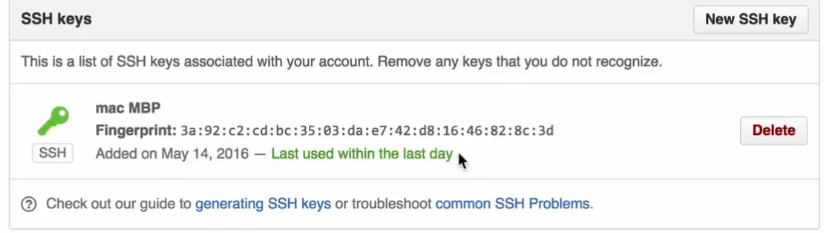 SSH keys
New SSH key
This is a list of SSH keys associated with your account. Remove any keys that you do not recognize.
mac MBP
Fingerprint: 3a:92:c2:cd:bc:35:03:da:e7:42:d8:16:46:82:8c:3d
SSH
Added on May 14, 2016 — Last used within the last day
Delete
Check out our guide to generating SSH keys or troubleshoot common SSH Problems.